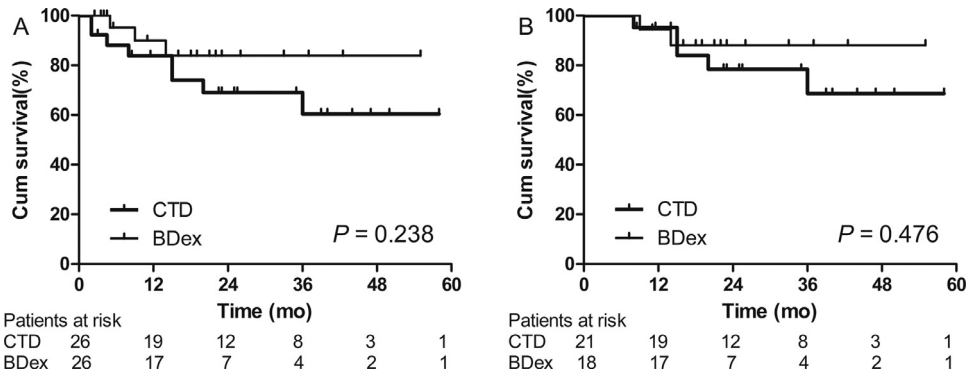 A
Cum survival(%)
100
80
60
40
20
0
CTD
BDex
P = 0.238
0 12 24 36 48 60
Time (mo)
Patients at risk
CTD 26 19 12 8 3 1
BDex 26 17 7 4 2 1
B
Cum survival(%)
100
80
60
40
20
0
CTD
BDex
P = 0.476
0 12 24 36 48 60
Time (mo)
Patients at risk
CTD 21 19 12 8 3 1
BDex 18 17 7 4 2 1